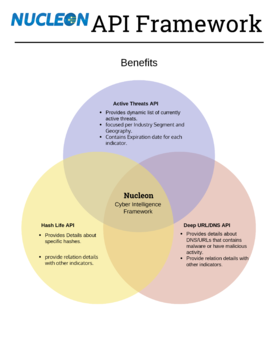 NUCLEON API Framework
Benefits
Active Threats API
Provides dynamic list of currently
active threats.
Focused per Industry Segment and
Geography.
Contains Expiration date for each
indicator.
Nucleon
Cyber Intelligence
Framework
Hash Life API
Provides Details about
specific hashes.
provide relation details
with other indicators.
Deep URL/DNS API
Provides details about
DNS/URLs that contains
malware or have malicious
activity.
Provide relation details with
other indicators